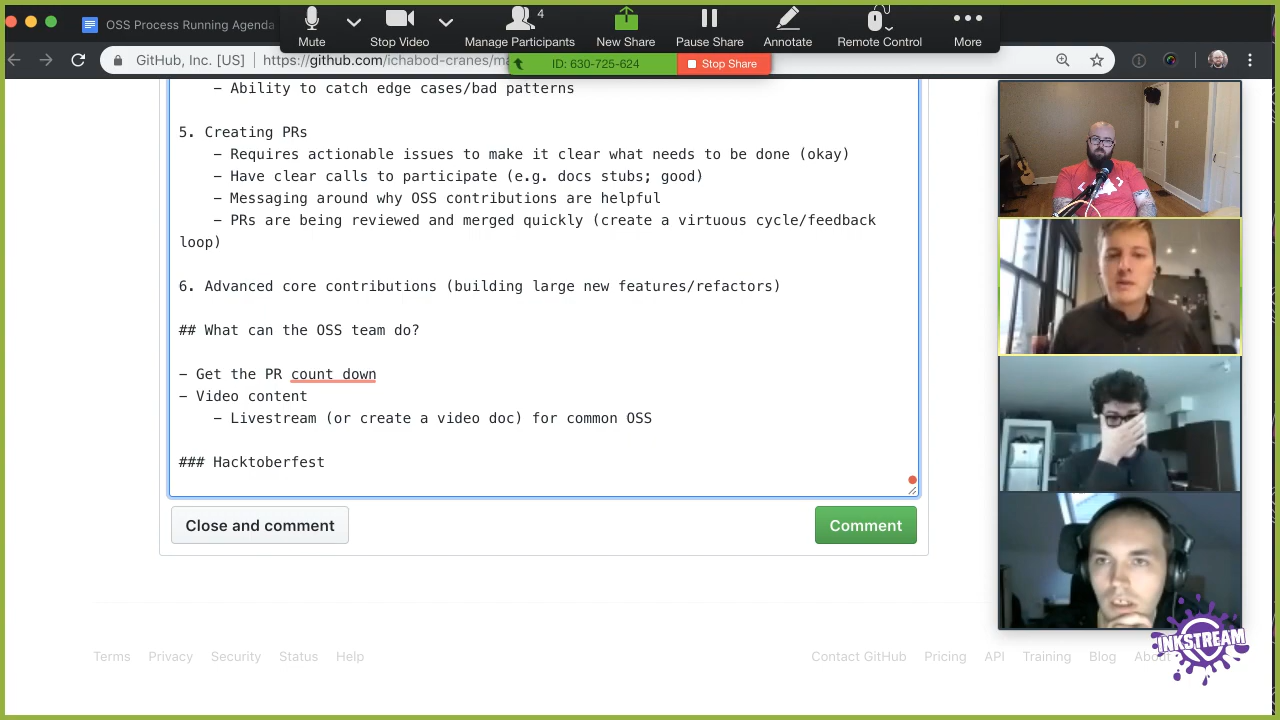 OSS Process Running Agenda
Mute
Stop Video
4
Manage Participants
New Share
Pause Share
Annotate
Remote Control
More
GitHub, Inc. [US]
https://github.com/ichabod-cranes/ma
ID: 630-725-624
Stop Share
– Ability to catch edge cases/bad patterns
5. Creating PRs
– Requires actionable issues to make it clear what needs to be done (okay)
– Have clear calls to participate (e.g. docs stubs; good)
– Messaging around why OSS contributions are helpful
– PRs are being reviewed and merged quickly (create a virtuous cycle/feedback
loop)
6. Advanced core contributions (building large new features/refactors)
## What can the OSS team do?
– Get the PR count down
– Video content
– Livestream (or create a video doc) for common OSS
### Hacktoberfest
Close and comment
Comment
Terms
Privacy
Security
Status
Help
Contact GitHub
Pricing
API
Training
Blog
About
INKSTREAM